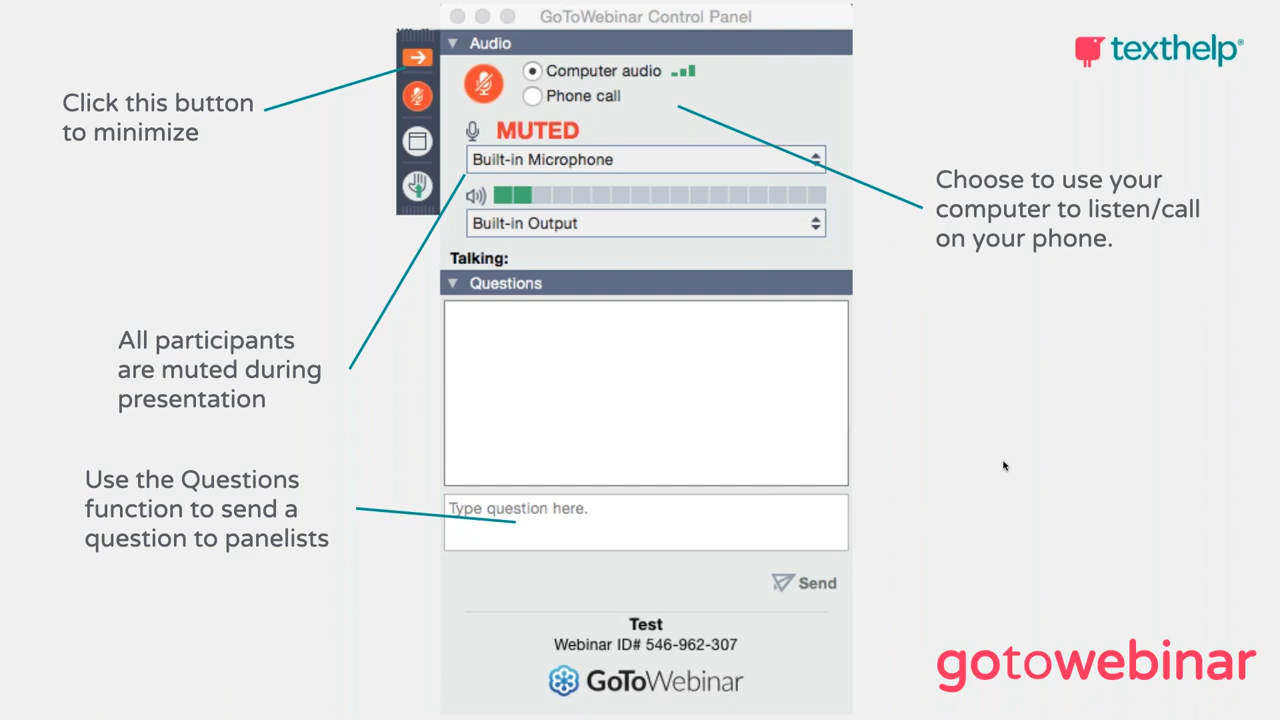 GoToWebinar Control Panel
texthelp®
Audio
Computer audio
Phone call
MUTED
Built-in Microphone
Built-in Output
Talking:
Questions
Type question here.
Send
Test
Webinar ID# 546-962-307
GoToWebinar
Click this button
to minimize
Choose to use your
computer to listen/call
on your phone.
All participants
are muted during
presentation
Use the Questions
function to send a
question to panelists
gotowebinar